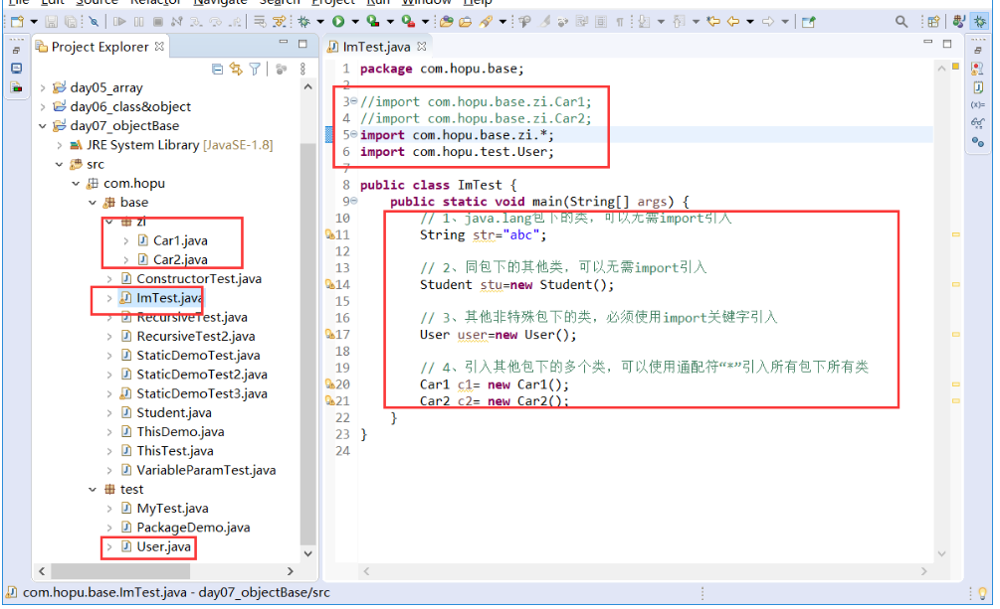 File Edit Source Refactor Navigate Search Project Run Window Help
Project Explorer
day05_array
day06_class&object
day07_objectBase
JRE System Library [JavaSE-1.8]
src
com.hopu
base
zi
Car1.java
Car2.java
ConstructorTest.java
ImTest.java
RecursiveTest.java
RecursiveTest2.java
StaticDemoTest.java
StaticDemoTest2.java
StaticDemoTest3.java
Student.java
ThisDemo.java
ThisTest.java
VariableParamTest.java
test
MyTest.java
PackageDemo.java
User.java
ImTest.java
1 package com.hopu.base;
2
3 //import com.hopu.base.zi.Car1;
4 //import com.hopu.base.zi.Car2;
5 import com.hopu.base.zi.*;
6 import com.hopu.test.User;
7
8 public class ImTest {
9 public static void main(String[] args) {
10 // 1、java.lang包下的类，可以无需import引入
11 String str="abc";
12
13 // 2、同包下的其他类，可以无需import引入
14 Student stu=new Student();
15
16 // 3、其他非特殊包下的类，必须使用import关键字引入
17 User user=new User();
18
19 // 4、引入其他包下的多个类，可以使用通配符“*”引入所有包下所有类
20 Car1 c1= new Car1();
21 Car2 c2= new Car2();
22 }
23 }
24
com.hopu.base.ImTest.java - day07_objectBase/src